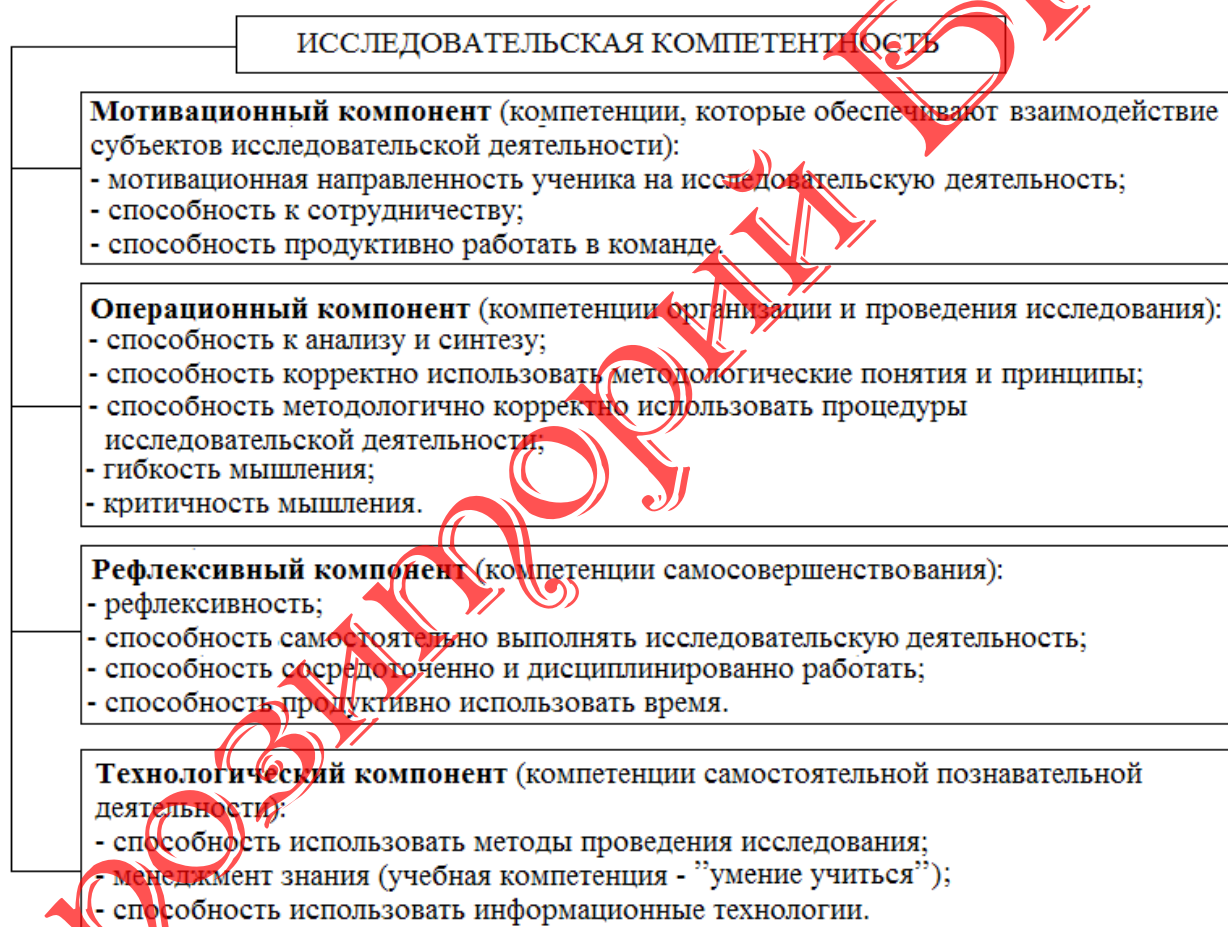 ИССЛЕДОВАТЕЛЬСКАЯ КОМПЕТЕНТНОСТЬ
Мотивационный компонент (компетенции, которые обеспечивают взаимодействие
субъектов исследовательской деятельности):
- мотивационная направленность ученика на исследовательскую деятельность;
- способность к сотрудничеству;
- способность продуктивно работать в команде.
Операционный компонент (компетенции организации и проведения исследования):
- способность к анализу и синтезу;
- способность корректно использовать методологические понятия и принципы;
- способность методологично корректно использовать процедуры
исследовательской деятельности;
- гибкость мышления;
- критичность мышления.
Рефлексивный компонент (компетенции самосовершенствования):
- рефлексивность;
- способность самостоятельно выполнять исследовательскую деятельность;
- способность сосредоточенно и дисциплинированно работать;
- способность продуктивно использовать время.
Технологический компонент (компетенции самостоятельной познавательной
деятельности):
- способность использовать методы проведения исследования;
- менеджмент знания (учебная компетенция - ”умение учиться”);
- способность использовать информационные технологии.